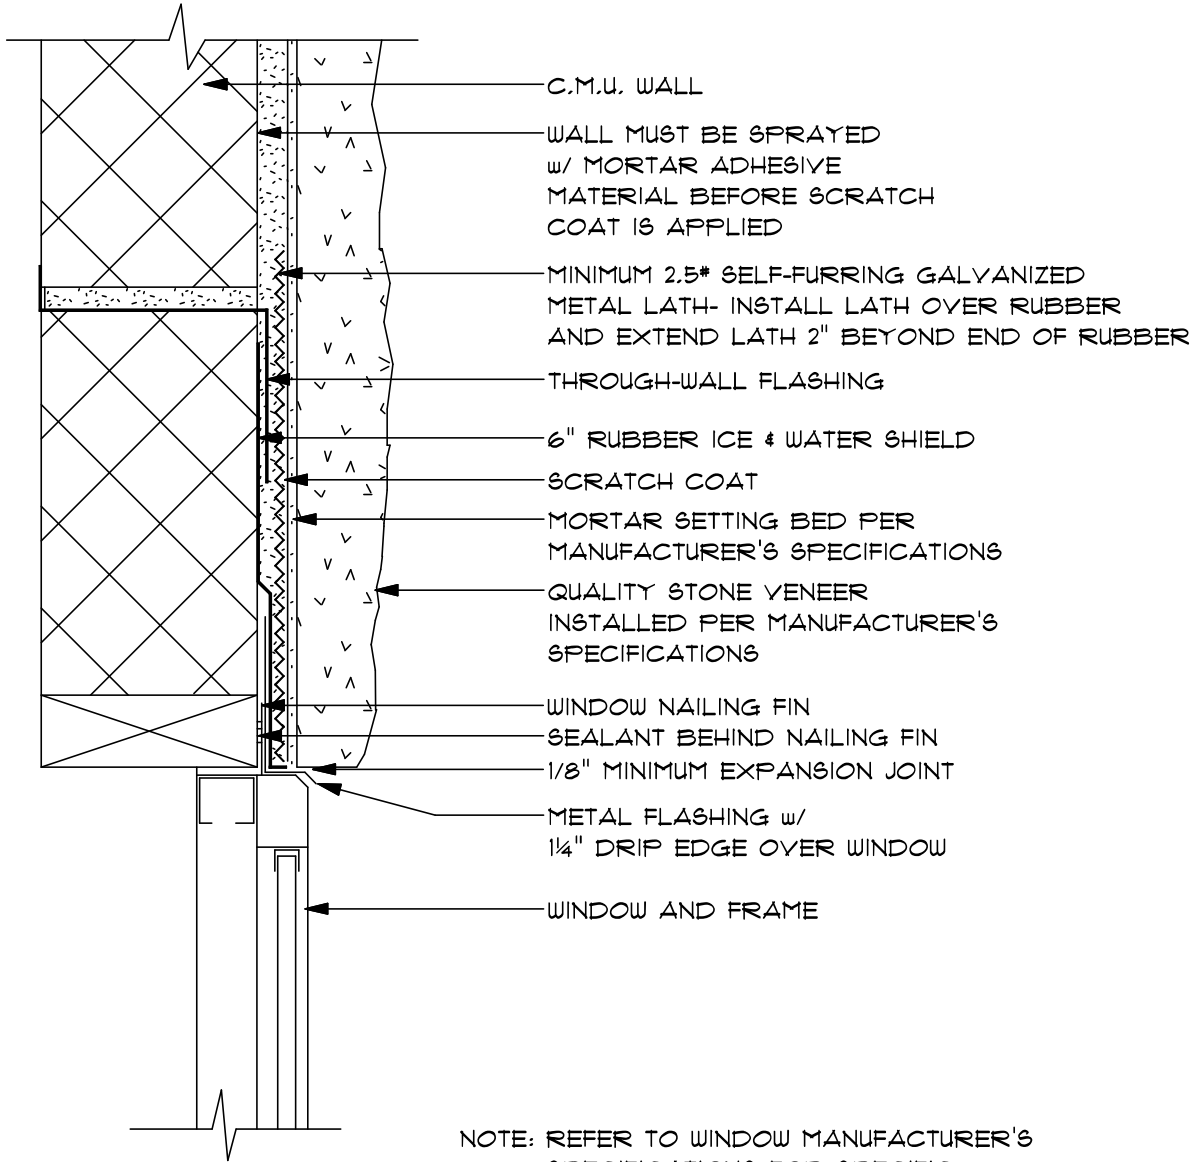 C.M.U. WALL
WALL MUST BE SPRAYED
w/ MORTAR ADHESIVE
MATERIAL BEFORE SCRATCH
COAT IS APPLIED
MINIMUM 2.5# SELF-FURRING GALVANIZED
METAL LATH- INSTALL LATH OVER RUBBER
AND EXTEND LATH 2" BEYOND END OF RUBBER
THROUGH-WALL FLASHING
6" RUBBER ICE & WATER SHIELD
SCRATCH COAT
MORTAR SETTING BED PER
MANUFACTURER'S SPECIFICATIONS
QUALITY STONE VENEER
INSTALLED PER MANUFACTURER'S
SPECIFICATIONS
WINDOW NAILING FIN
SEALANT BEHIND NAILING FIN
1/8" MINIMUM EXPANSION JOINT
METAL FLASHING w/
1¼" DRIP EDGE OVER WINDOW
WINDOW AND FRAME
NOTE: REFER TO WINDOW MANUFACTURER'S